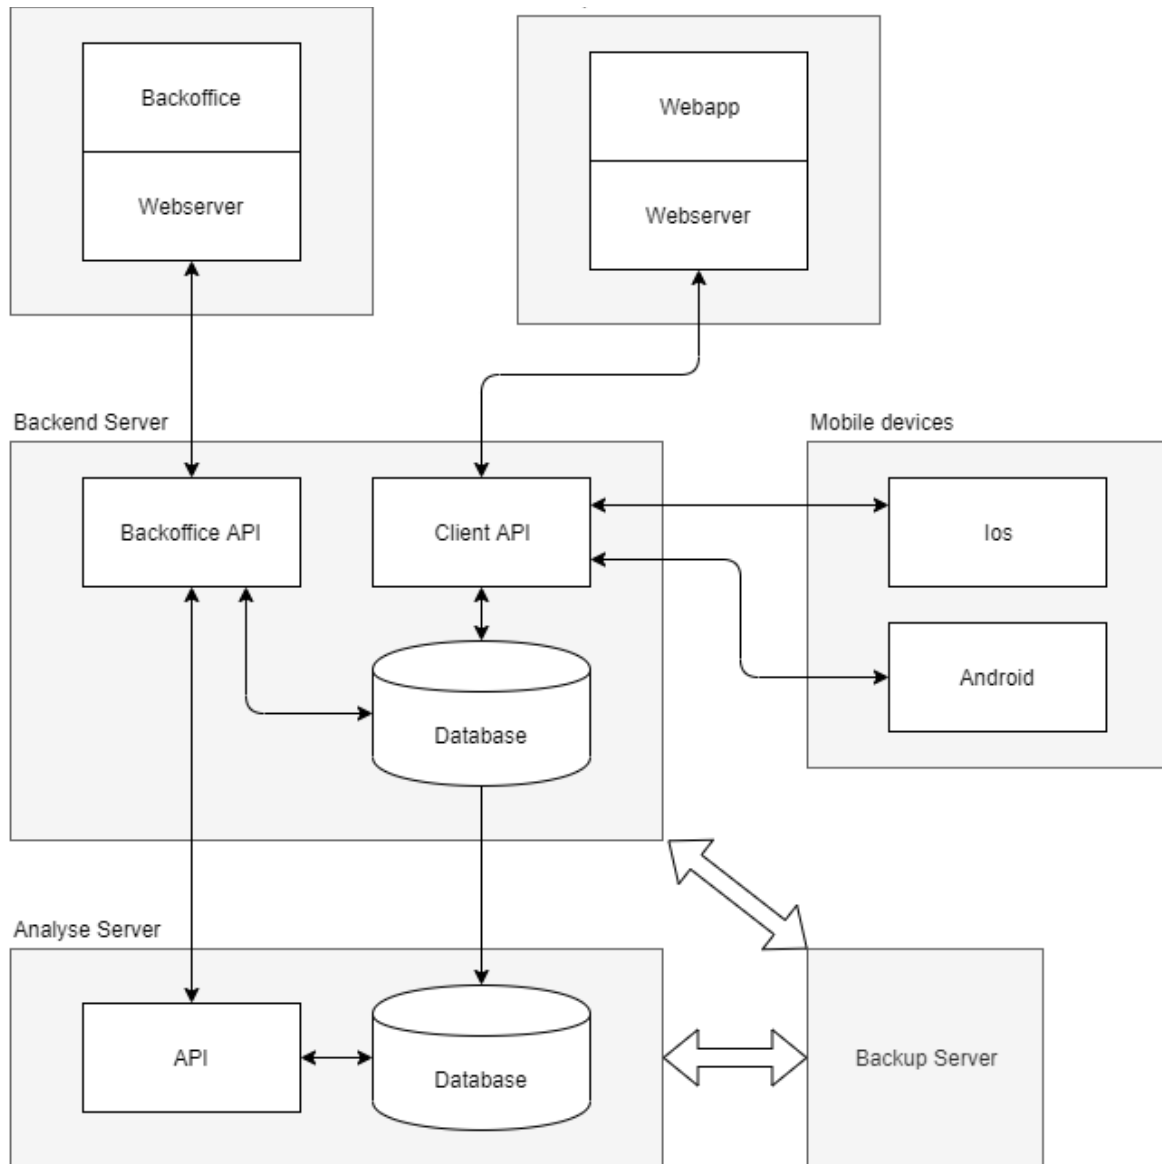 Backoffice
Webserver
Webapp
Webserver
Backend Server
Backoffice API
Client API
Database
Mobile devices
Ios
Android
Analyse Server
API
Database
Backup Server